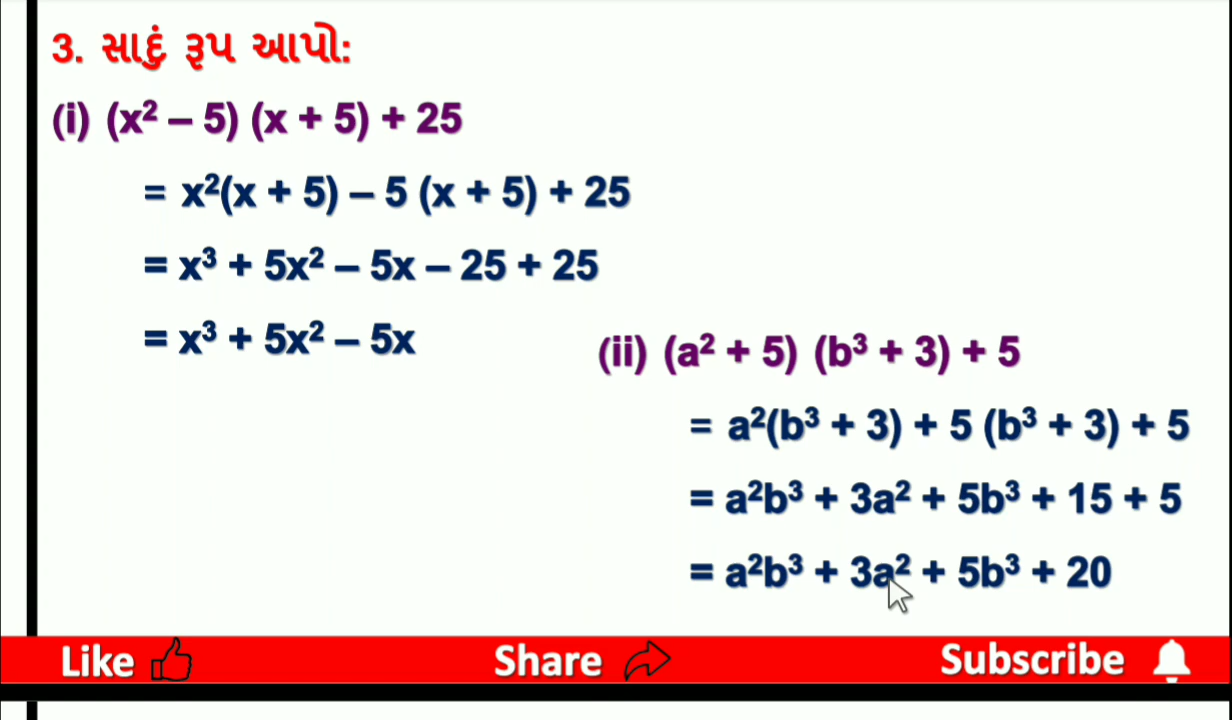 3. સાદું રૂપ આપો:
(i) (x² – 5) (x + 5) + 25
= x²(x + 5) – 5 (x + 5) + 25
= x³ + 5x² – 5x – 25 + 25
= x³ + 5x² – 5x
(ii) (a² + 5) (b³ + 3) + 5
= a²(b³ + 3) + 5 (b³ + 3) + 5
= a²b³ + 3a² + 5b³ + 15 + 5
= a²b³ + 3a² + 5b³ + 20
Like Share Subscribe